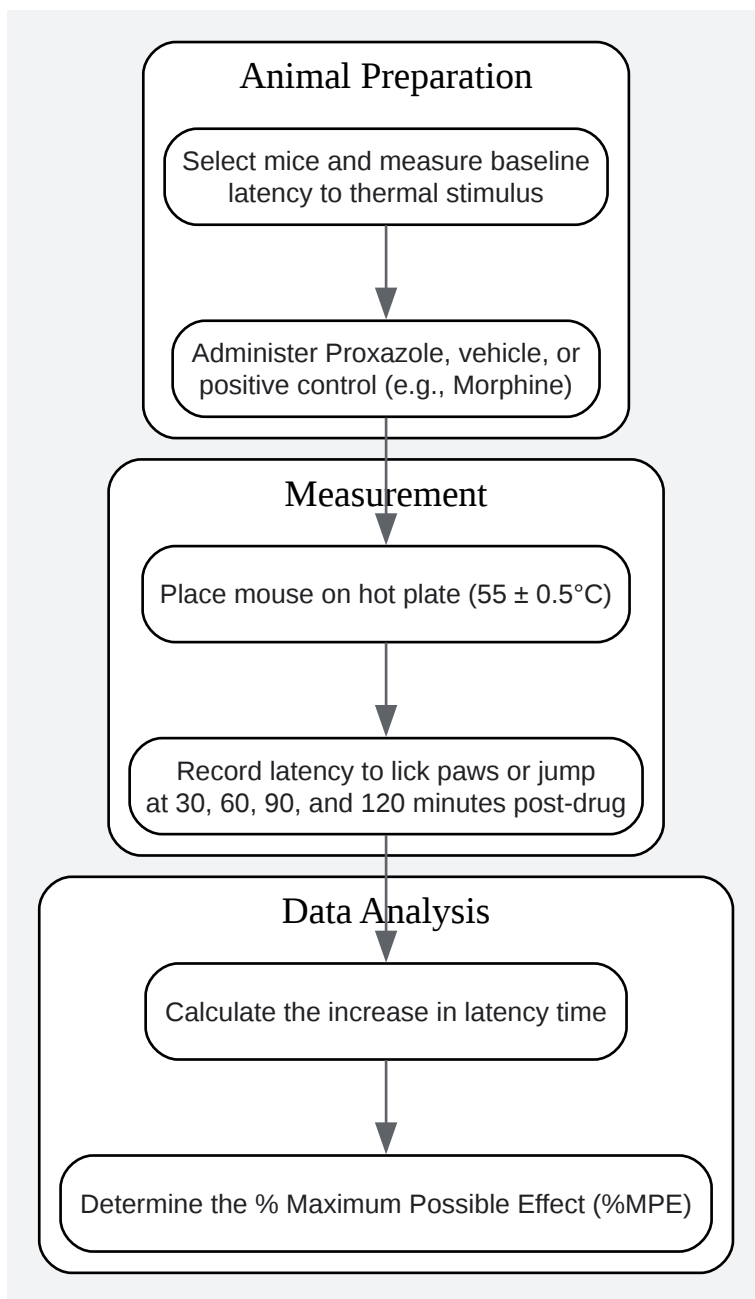 Animal Preparation
Select mice and measure baseline
latency to thermal stimulus
Administer Proxazole, vehicle, or
positive control (e.g., Morphine)
Measurement
Place mouse on hot plate (55 ± 0.5°C)
Record latency to lick paws or jump
at 30, 60, 90, and 120 minutes post-drug
Data Analysis
Calculate the increase in latency time
Determine the % Maximum Possible Effect (%MPE)